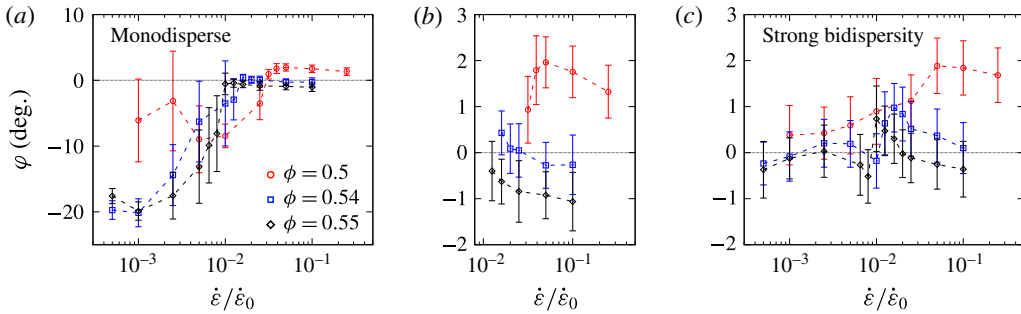 (a)
Monodisperse
φ (deg.)
10
0
−10
−20
ϕ = 0.5
ϕ = 0.54
ϕ = 0.55
10⁻³
10⁻²
10⁻¹
ε̇/ε̇₀
(b)
3
2
1
0
−1
−2
10⁻²
10⁻¹
ε̇/ε̇₀
(c)
Strong bidispersity
3
2
1
0
−1
−2
10⁻³
10⁻²
10⁻¹
ε̇/ε̇₀